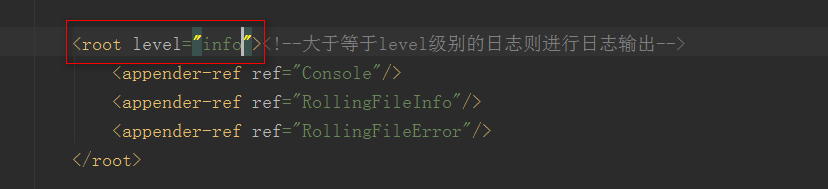 <root level="info"><!--大于等于level级别的日志则进行日志输出-->
<appender-ref ref="Console"/>
<appender-ref ref="RollingFileInfo"/>
<appender-ref ref="RollingFileError"/>
</root>